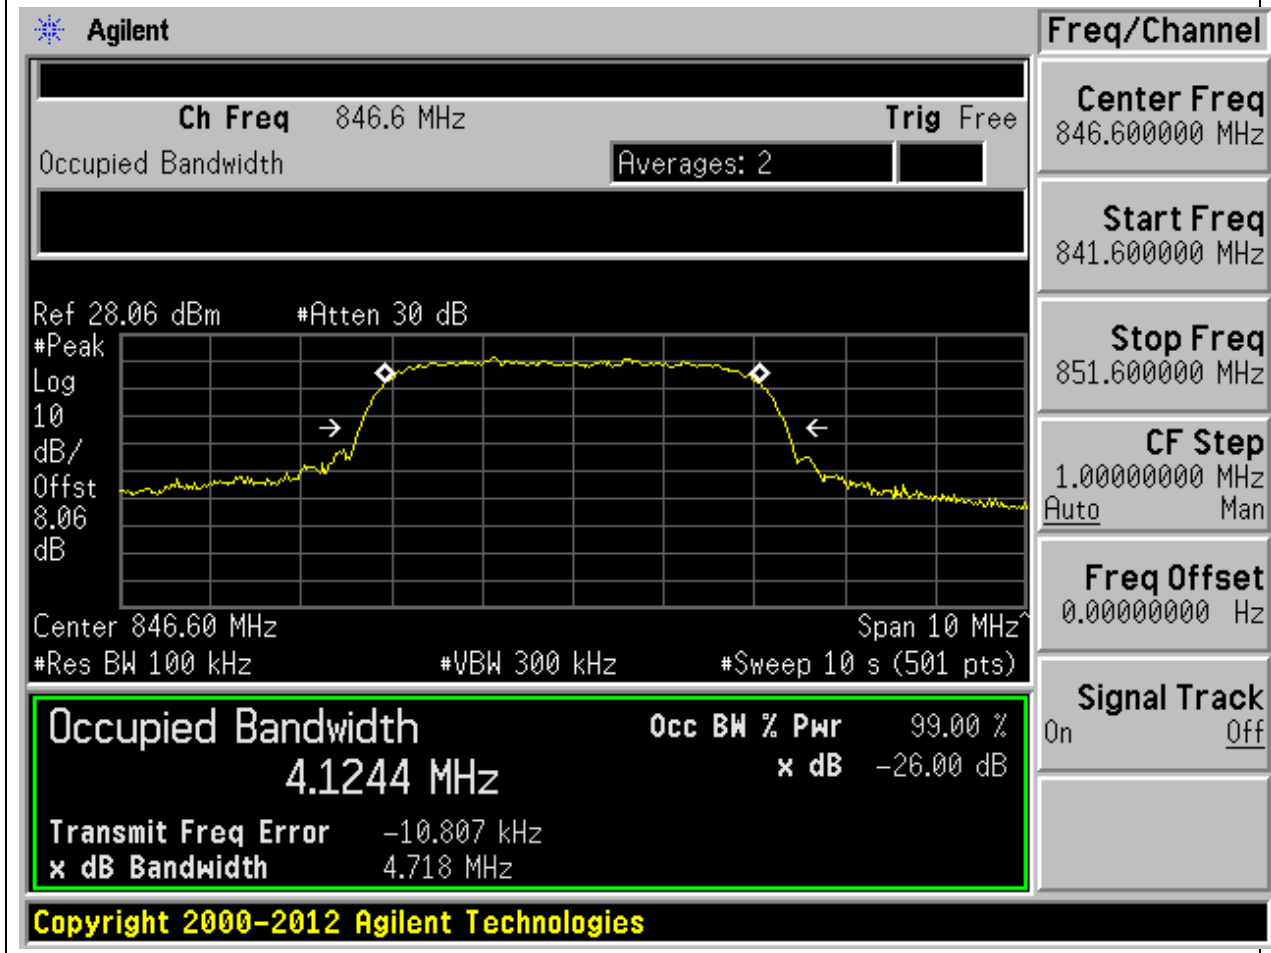 Agilent
Freq/Channel
Ch Freq 846.6 MHz Trig Free
Occupied Bandwidth Averages: 2
Center Freq
846.600000 MHz
Start Freq
841.600000 MHz
Stop Freq
851.600000 MHz
CF Step
1.00000000 MHz
Auto Man
Freq Offset
0.00000000 Hz
Signal Track
On Off
Ref 28.06 dBm #Atten 30 dB
#Peak
Log
10
dB/
Offst
8.06
dB
Center 846.60 MHz Span 10 MHz^
#Res BW 100 kHz #VBW 300 kHz #Sweep 10 s (501 pts)
Occupied Bandwidth Occ BW % Pwr 99.00 %
4.1244 MHz x dB -26.00 dB
Transmit Freq Error -10.807 kHz
x dB Bandwidth 4.718 MHz
Copyright 2000-2012 Agilent Technologies